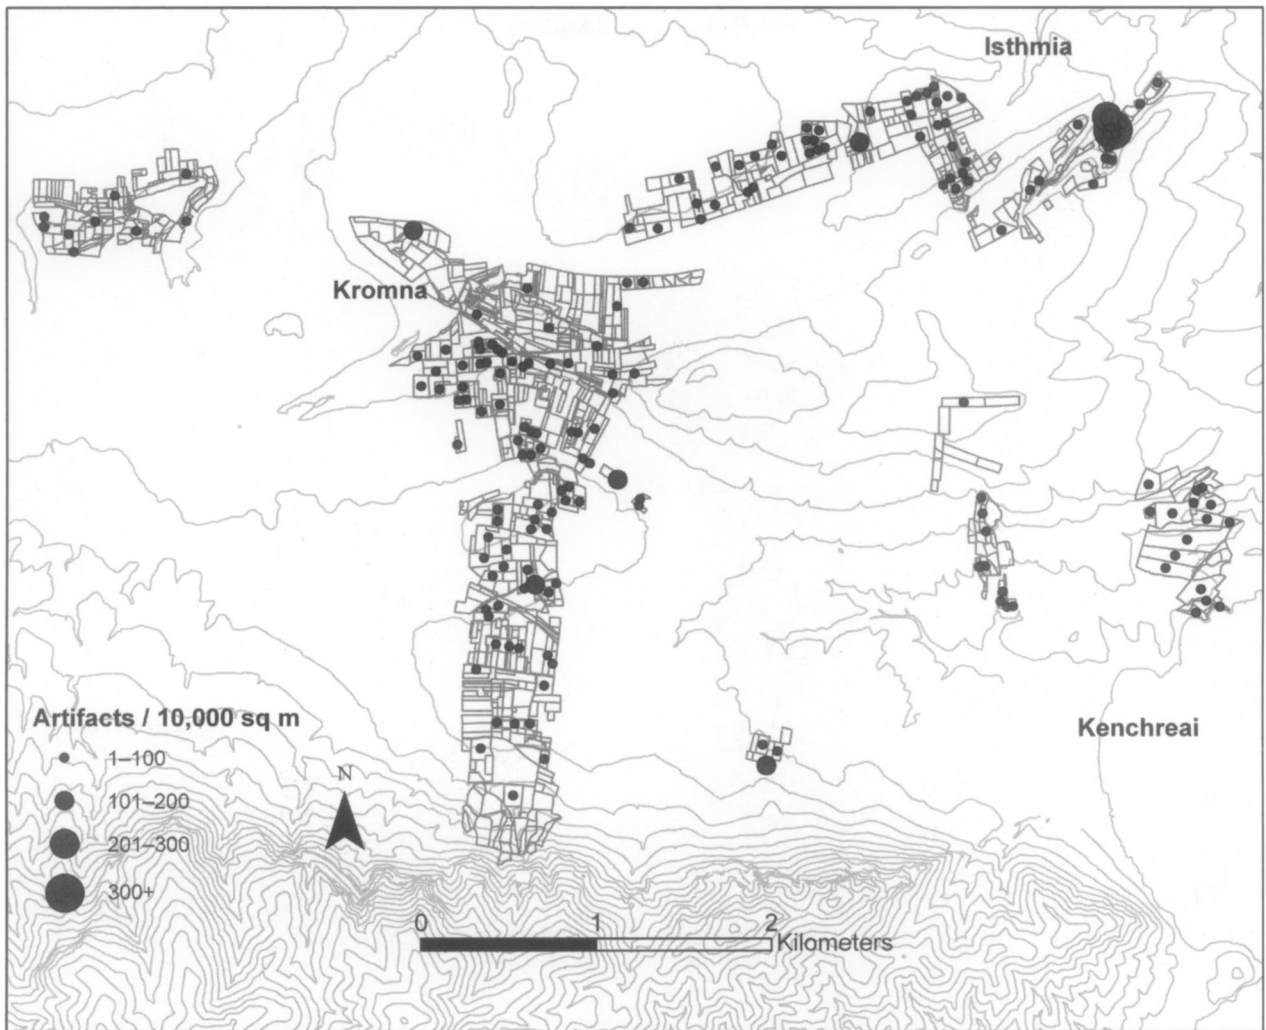 Isthmia
Kromna
Kenchreai
Artifacts / 10,000 sq m
1–100
101–200
201–300
300+
N
0 1 2
Kilometers